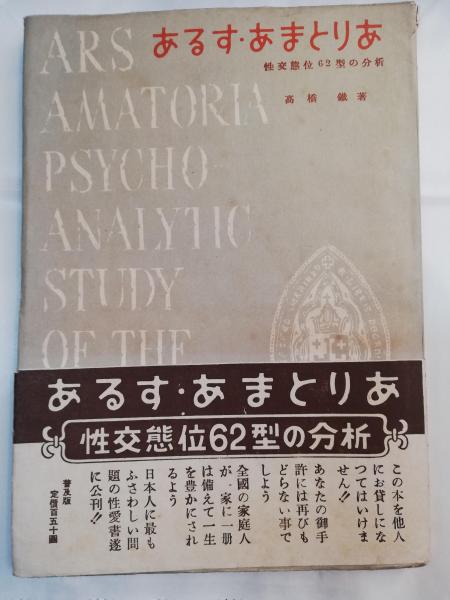 あるす・あまとりあ
性交態位62型の分析
高橋 鐵 著
ARS
AMATORIA
PSYCHO-
ANALYTIC
STUDY
OF THE
あるす・あまとりあ
性交態位62型の分析
この本を他人
にお貸しにな
つてはいけま
せん!!
あなたの御手
許には再びも
どらない事で
しよう
全國の家庭人
が、家に一册
は備えて一生
を豊かにされ
るよう
日本人に最も
ふさわしい問
題の性愛書遂
に公刊!!
普及版
定價百五十圓